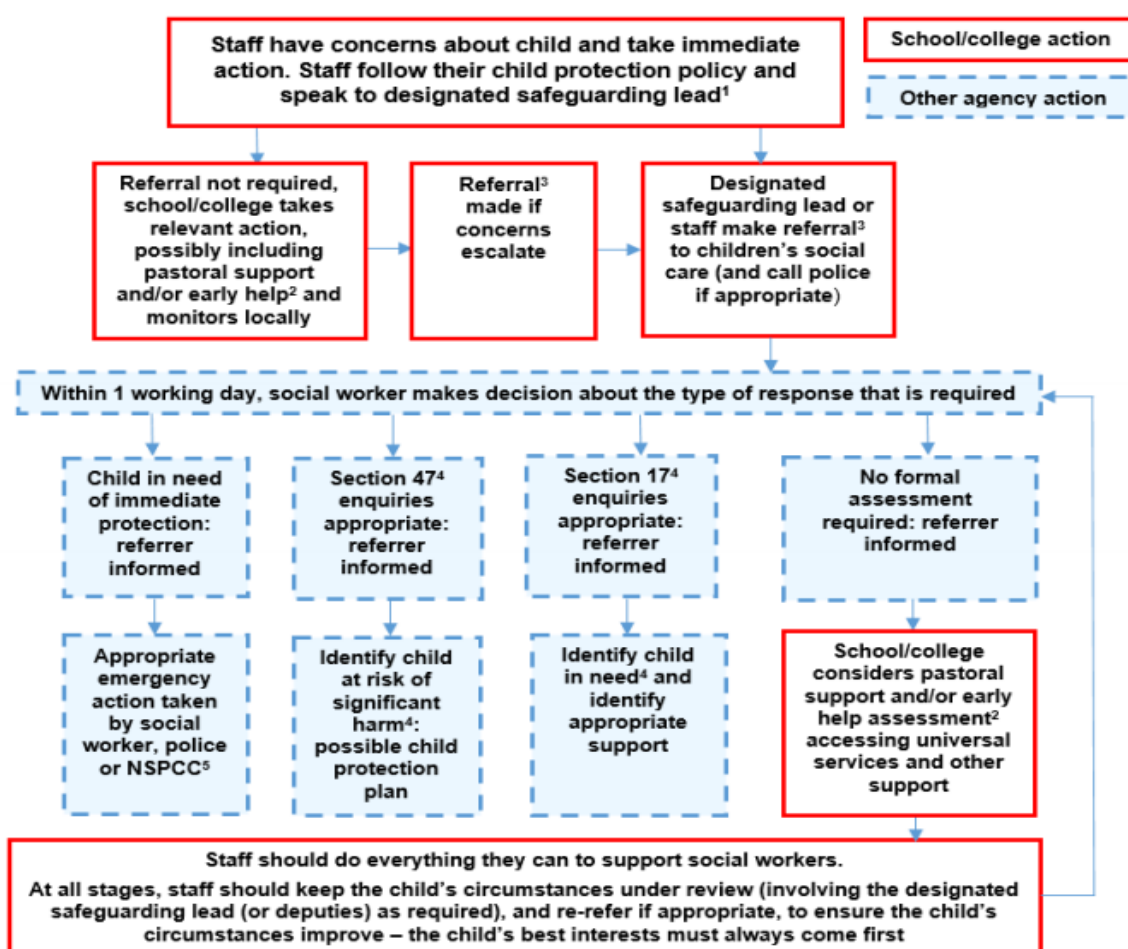 Staff have concerns about child and take immediate
action. Staff follow their child protection policy and
speak to designated safeguarding lead¹
School/college action
Other agency action
Referral not required,
school/college takes
relevant action,
possibly including
pastoral support
and/or early help² and
monitors locally
Referral³
made if
concerns
escalate
Designated
safeguarding lead or
staff make referral³
to children's social
care (and call police
if appropriate)
Within 1 working day, social worker makes decision about the type of response that is required
Child in need
of immediate
protection:
referrer
informed
Section 47⁴
enquiries
appropriate:
referrer
informed
Section 17⁴
enquiries
appropriate:
referrer
informed
No formal
assessment
required: referrer
informed
Appropriate
emergency
action taken
by social
worker, police
or NSPCC⁵
Identify child
at risk of
significant
harm⁴:
possible child
protection
plan
Identify child
in need⁴ and
identify
appropriate
support
School/college
considers pastoral
support and/or early
help assessment²
accessing universal
services and other
support
Staff should do everything they can to support social workers.
At all stages, staff should keep the child's circumstances under review (involving the designated
safeguarding lead (or deputies) as required), and re-refer if appropriate, to ensure the child's
circumstances improve – the child's best interests must always come first